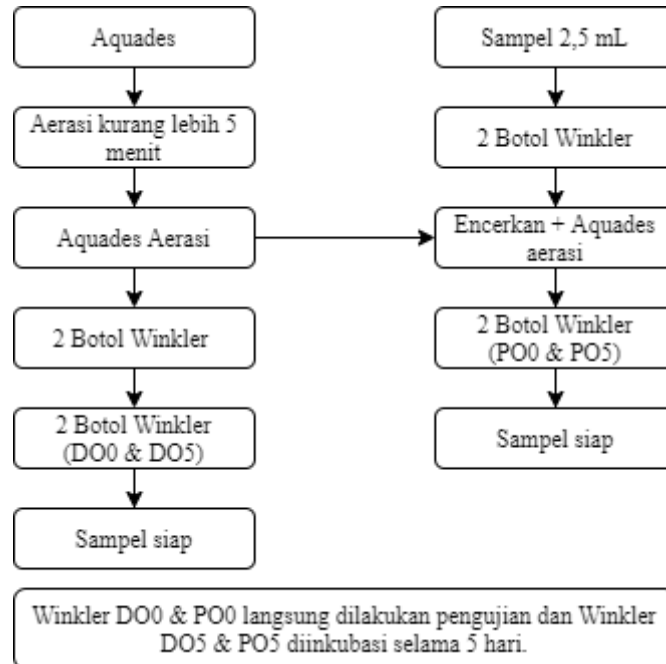 Aquades
Aerasi kurang lebih 5
menit
Aquades Aerasi
2 Botol Winkler
2 Botol Winkler
(DO0 & DO5)
Sampel siap
Sampel 2,5 mL
2 Botol Winkler
Encerkan + Aquades
aerasi
2 Botol Winkler
(PO0 & PO5)
Sampel siap
Winkler DO0 & PO0 langsung dilakukan pengujian dan Winkler
DO5 & PO5 diinkubasi selama 5 hari.